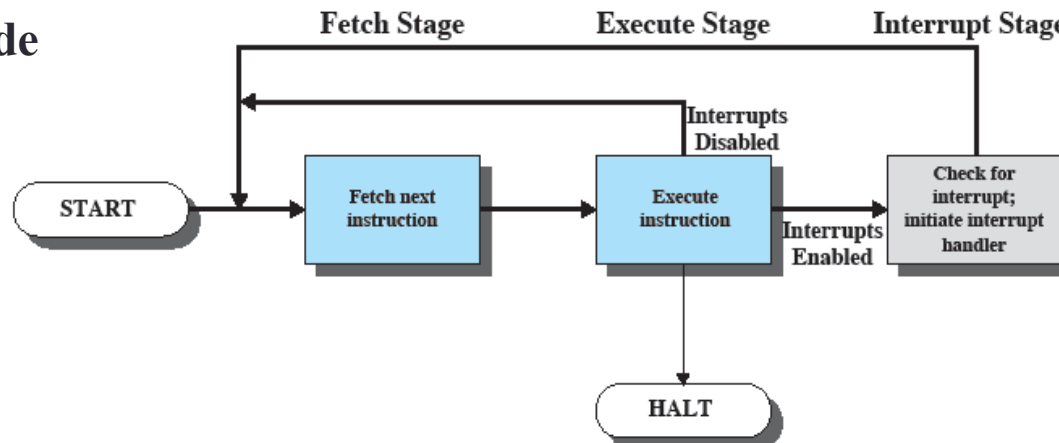 de
Fetch Stage
Execute Stage
Interrupt Stage
Interrupts
Disabled
START
Fetch next
instruction
Execute
instruction
Interrupts
Enabled
Check for
interrupt;
initiate interrupt
handler
HALT